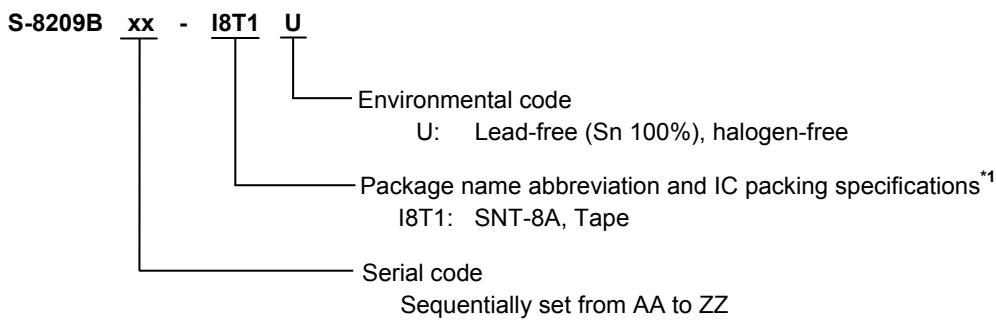 S-8209B xx - I8T1 U
Environmental code
U: Lead-free (Sn 100%), halogen-free
Package name abbreviation and IC packing specifications*1
I8T1: SNT-8A, Tape
Serial code
Sequentially set from AA to ZZ